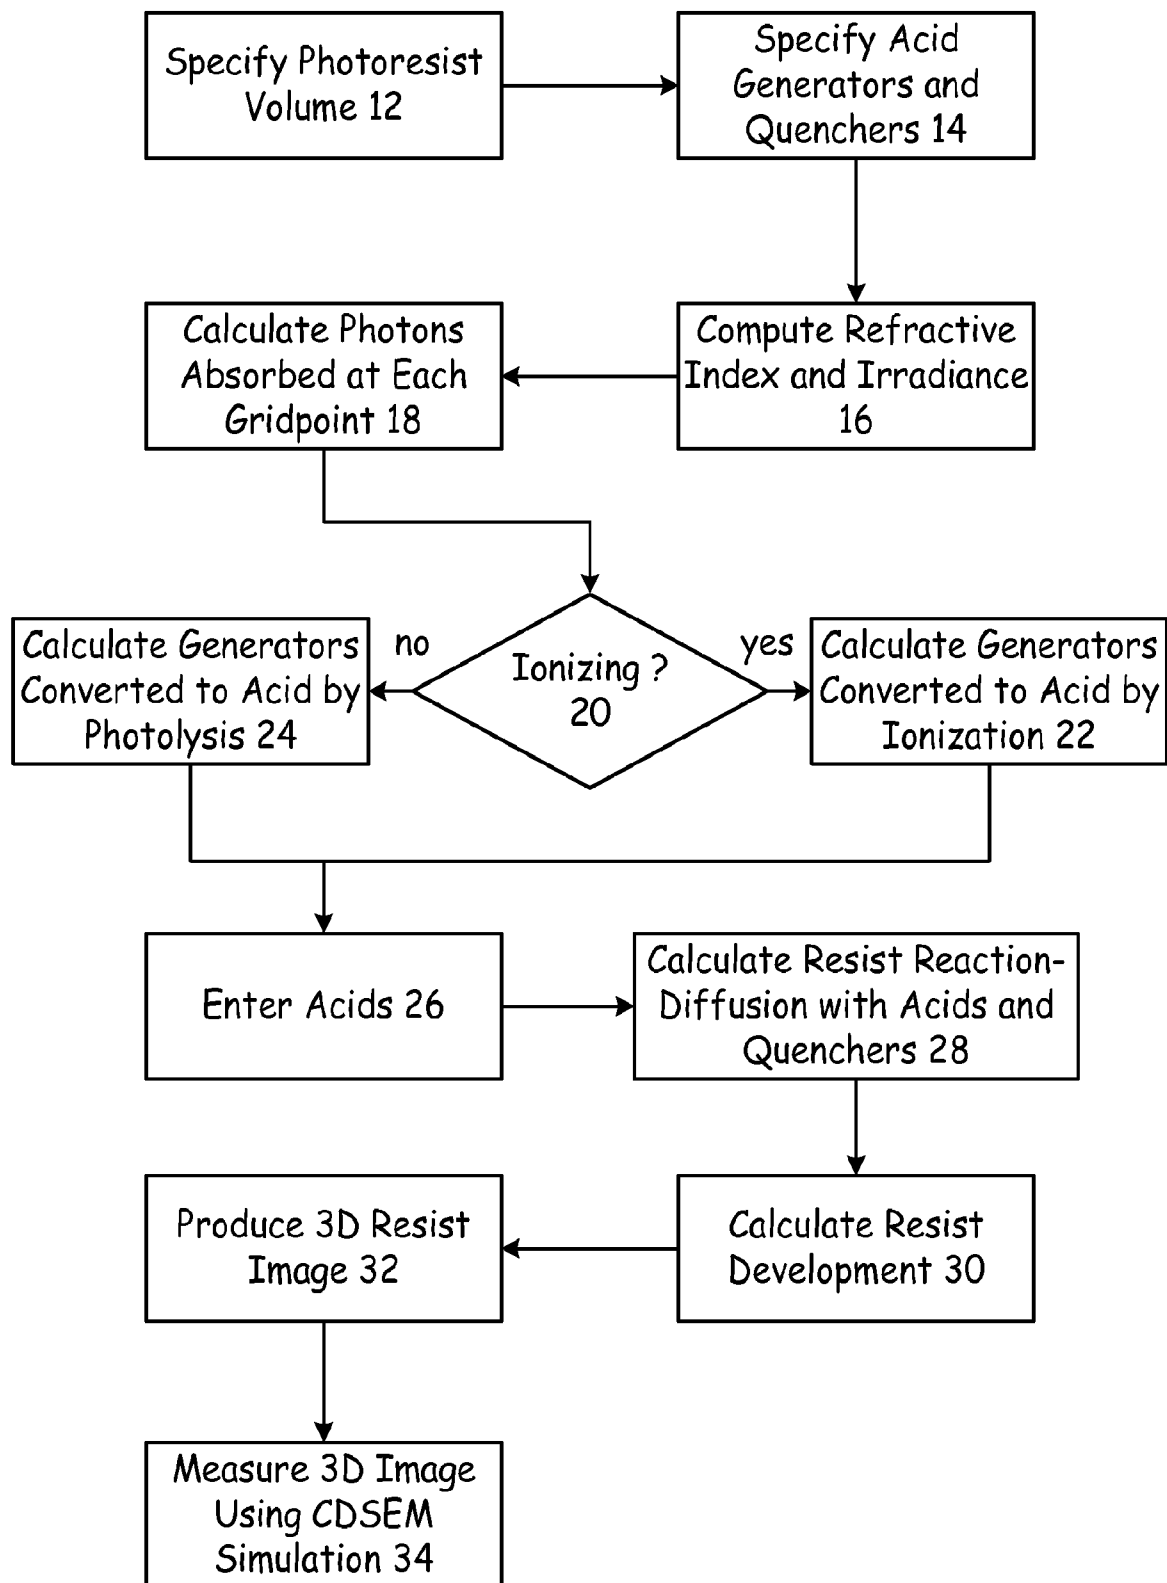 Specify Photoresist
Volume 12
Specify Acid
Generators and
Quenchers 14
Calculate Photons
Absorbed at Each
Gridpoint 18
Compute Refractive
Index and Irradiance
16
Calculate Generators
Converted to Acid by
Photolysis 24
no
Ionizing ?
20
yes
Calculate Generators
Converted to Acid by
Ionization 22
Enter Acids 26
Calculate Resist Reaction-
Diffusion with Acids and
Quenchers 28
Produce 3D Resist
Image 32
Calculate Resist
Development 30
Measure 3D Image
Using CDSEM
Simulation 34